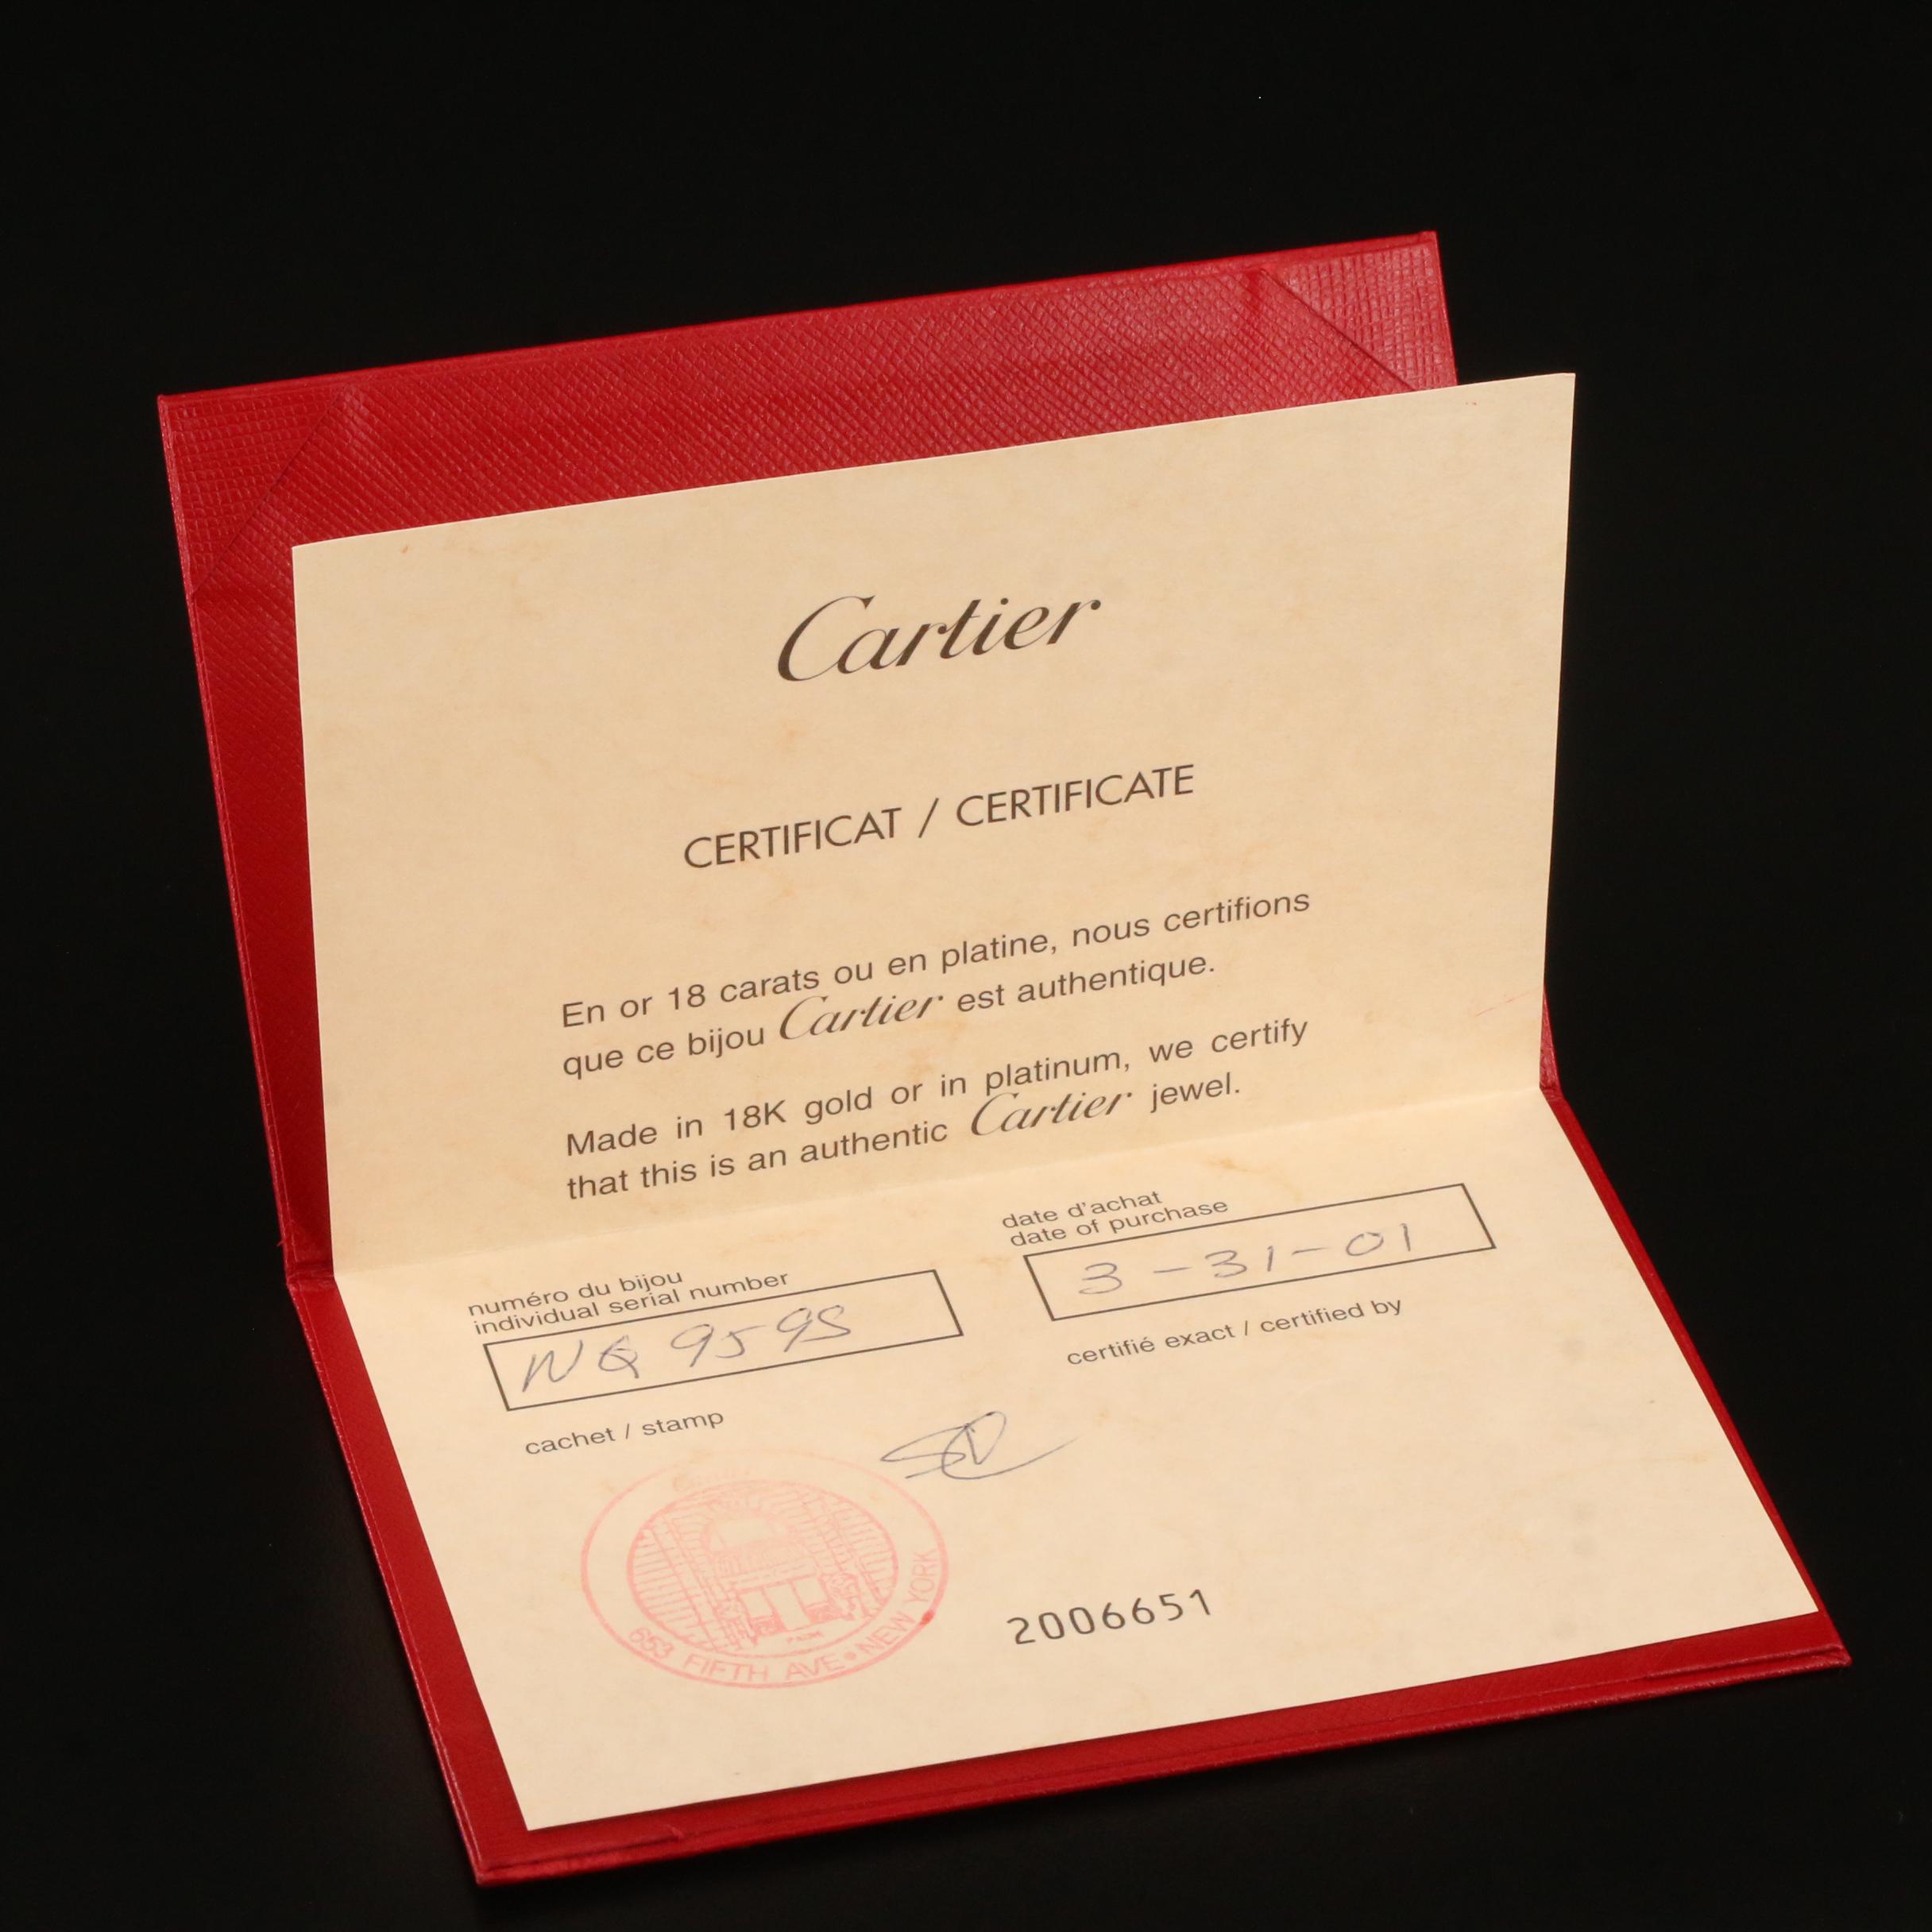 Cartier
CERTIFICAT / CERTIFICATE
En or 18 carats ou en platine, nous certifions
que ce bijou Cartier est authentique.
Made in 18K gold or in platinum, we certify
that this is an authentic Cartier jewel.
numéro du bijou
individual serial number
NQ 9598
date d'achat
date of purchase
3-31-01
certifié exact / certified by
cachet / stamp
653 FIFTH AVE • NEW YORK
2006651